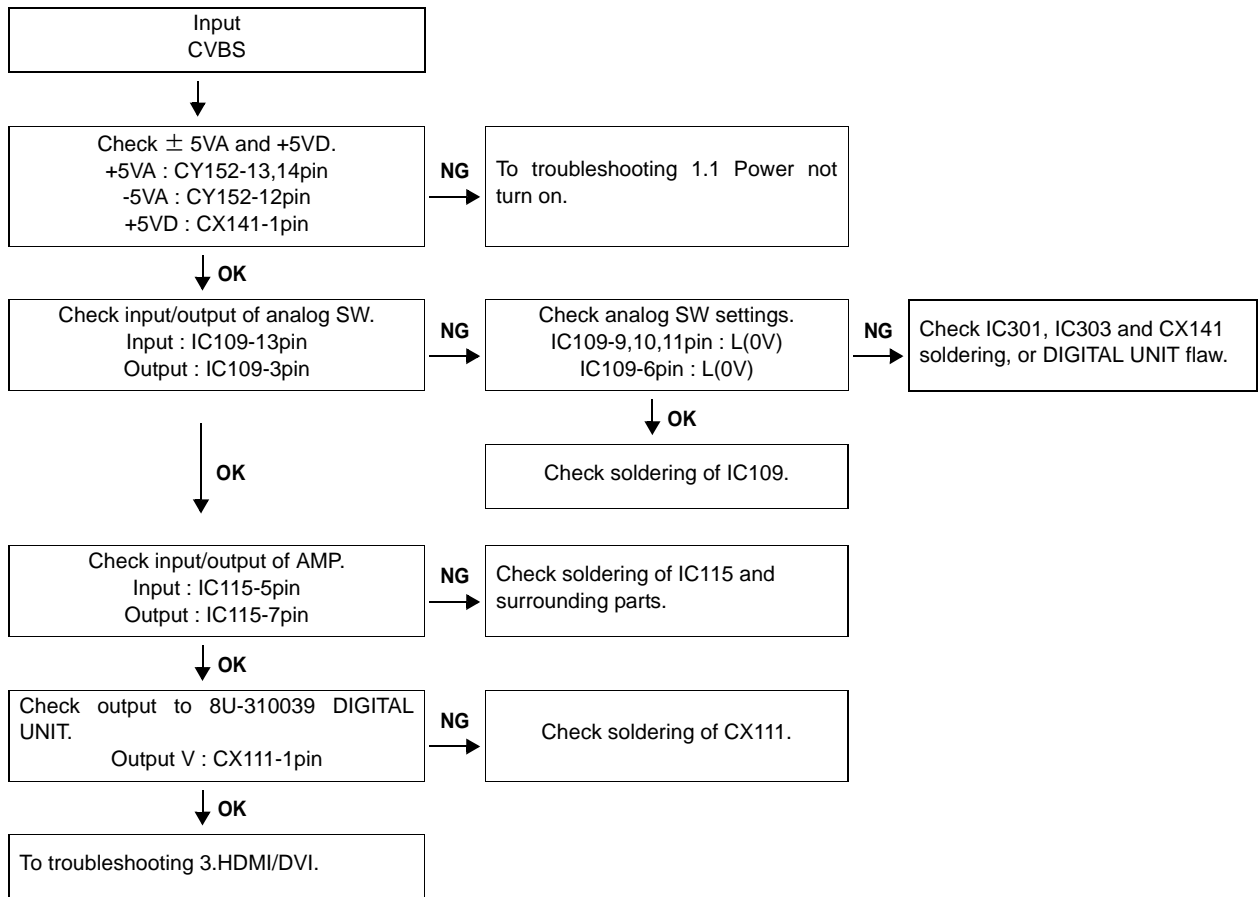 Input
CVBS
Check ± 5VA and +5VD.
+5VA : CY152-13,14pin
-5VA : CY152-12pin
+5VD : CX141-1pin
NG
To troubleshooting 1.1 Power not
turn on.
OK
Check input/output of analog SW.
Input : IC109-13pin
Output : IC109-3pin
NG
Check analog SW settings.
IC109-9,10,11pin : L(0V)
IC109-6pin : L(0V)
NG
Check IC301, IC303 and CX141
soldering, or DIGITAL UNIT flaw.
OK
Check soldering of IC109.
OK
Check input/output of AMP.
Input : IC115-5pin
Output : IC115-7pin
NG
Check soldering of IC115 and
surrounding parts.
OK
Check output to 8U-310039 DIGITAL
UNIT.
Output V : CX111-1pin
NG
Check soldering of CX111.
OK
To troubleshooting 3.HDMI/DVI.